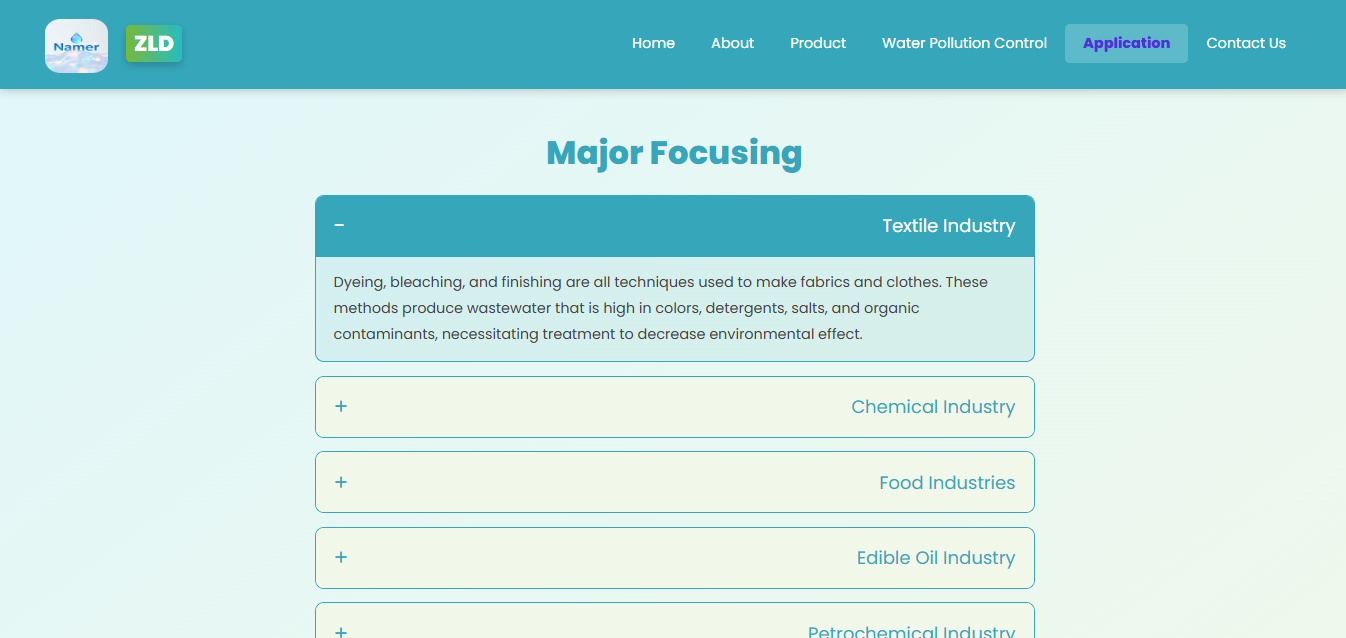 Namer
ZLD
Home About Product Water Pollution Control Application Contact Us
Major Focusing
− Textile Industry
Dyeing, bleaching, and finishing are all techniques used to make fabrics and clothes. These
methods produce wastewater that is high in colors, detergents, salts, and organic
contaminants, necessitating treatment to decrease environmental effect.
+ Chemical Industry
+ Food Industries
+ Edible Oil Industry
+ Petrochemical Industry